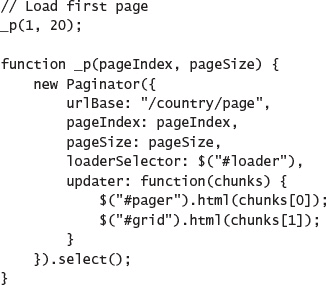 // Load first page
_p(1, 20);

function _p(pageIndex, pageSize) {
    new Paginator({
        urlBase: "/country/page",
        pageIndex: pageIndex,
        pageSize: pageSize,
        loaderSelector: $("#loader"),
        updater: function(chunks) {
            $("#pager").html(chunks[0]);
            $("#grid").html(chunks[1]);
        }
    }).select();
}